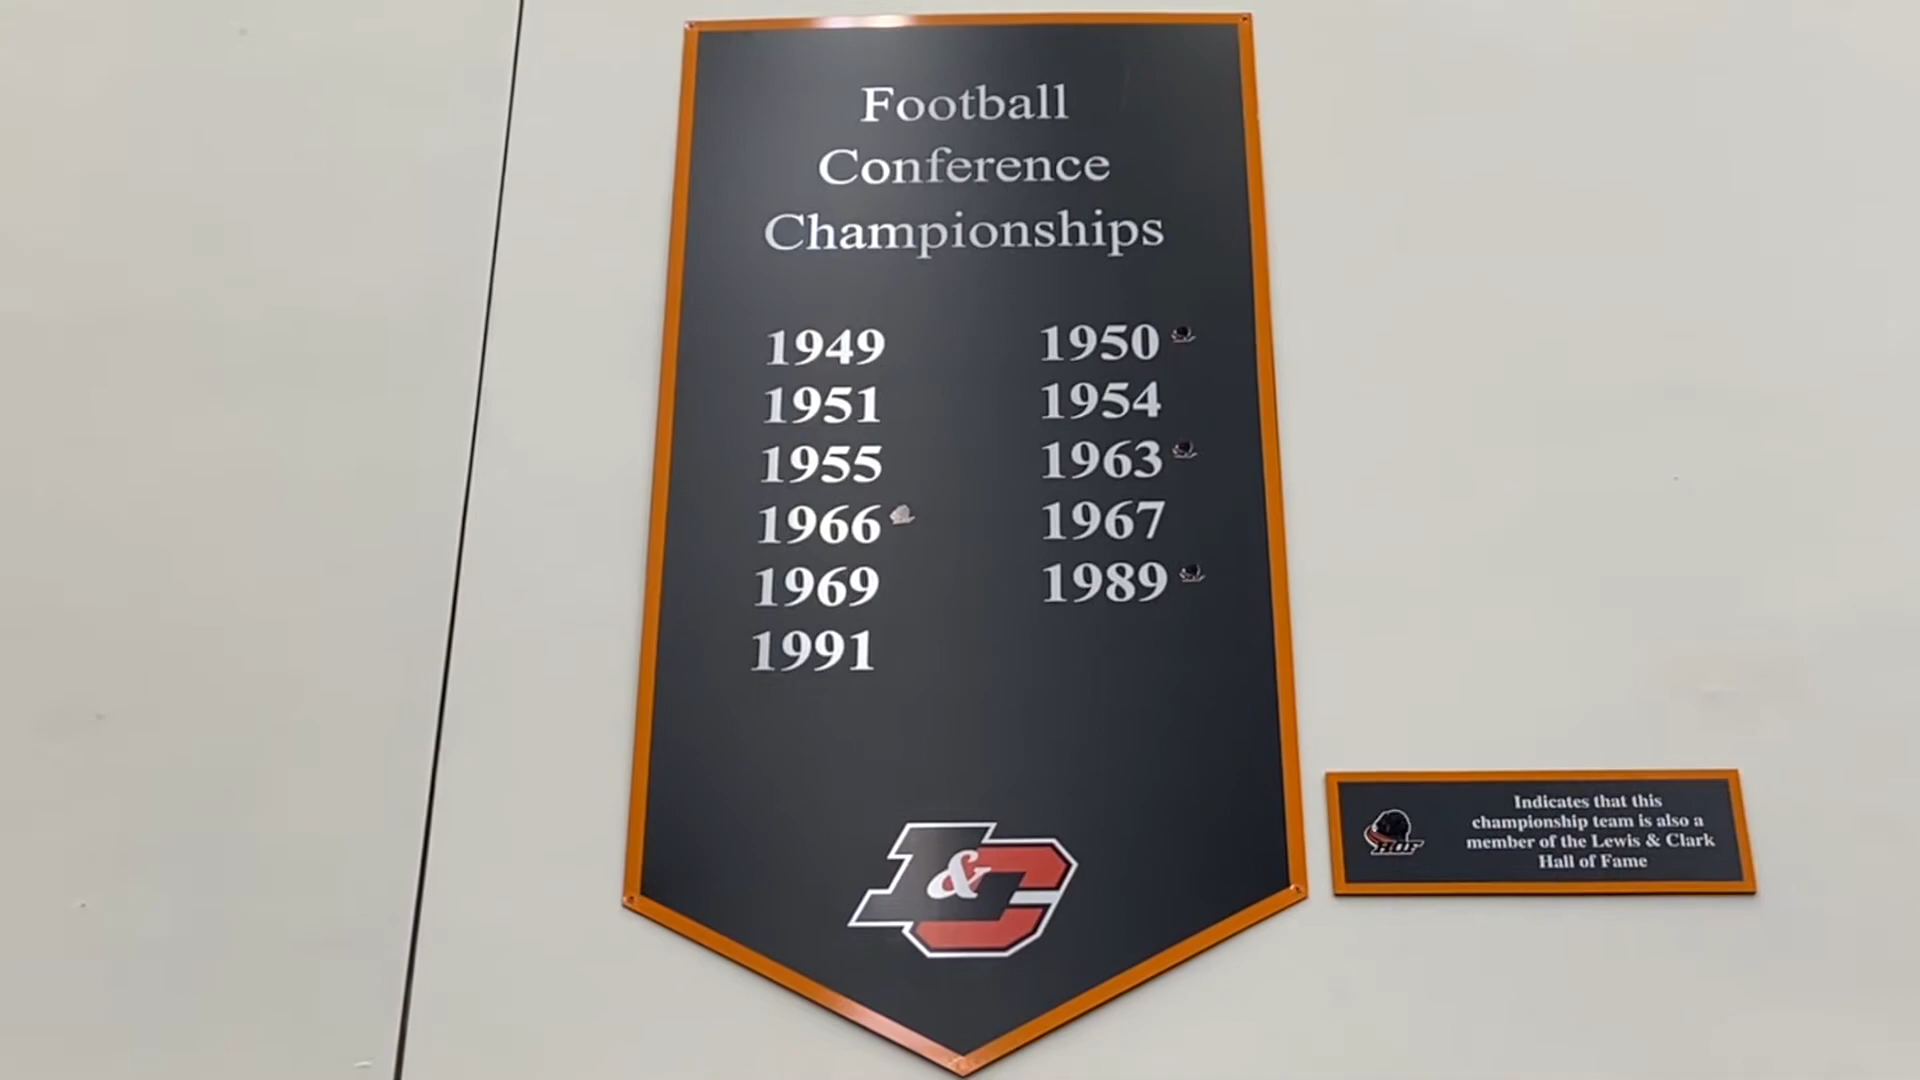 Football
Conference
Championships
1949 1950
1951 1954
1955 1963
1966 1967
1969 1989
1991
L&C
HOF
Indicates that this
championship team is also a
member of the Lewis & Clark
Hall of Fame